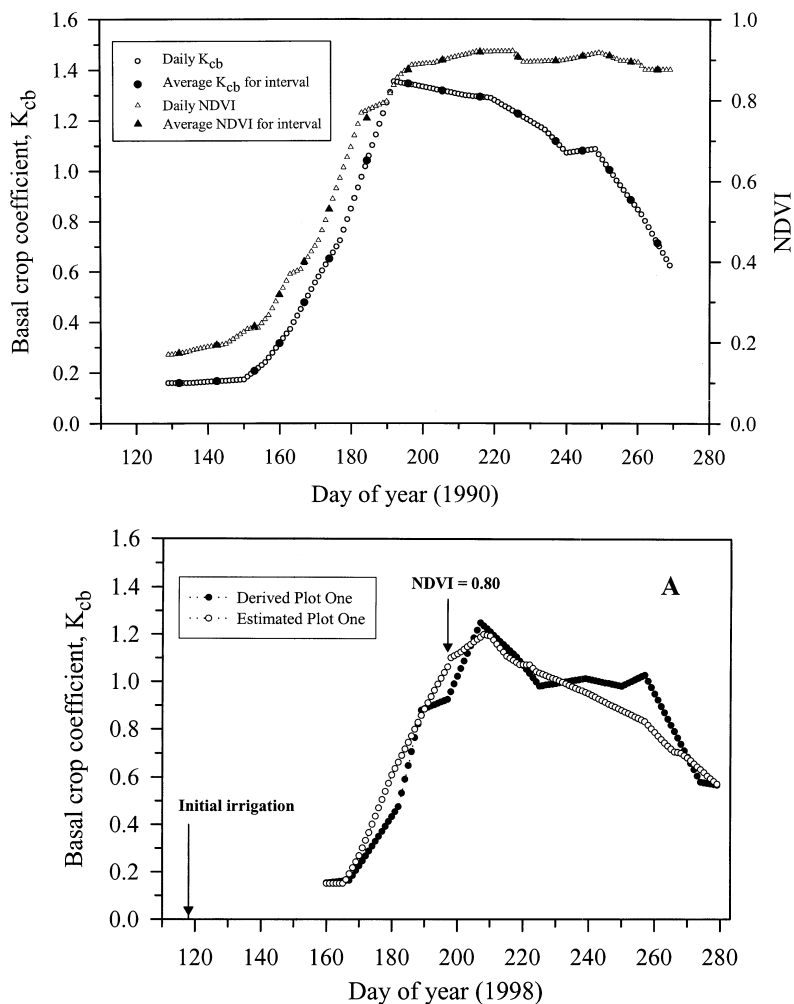 1.6
1.4
1.2
1.0
0.8
0.6
0.4
0.2
0.0
Basal crop coefficient, Kcb
Daily Kcb
Average Kcb for interval
Daily NDVI
Average NDVI for interval
1.0
0.8
0.6
0.4
0.2
0.0
NDVI
120 140 160 180 200 220 240 260 280
Day of year (1990)
1.6
1.4
1.2
1.0
0.8
0.6
0.4
0.2
0.0
Basal crop coefficient, Kcb
Derived Plot One
Estimated Plot One
NDVI = 0.80
A
Initial irrigation
120 140 160 180 200 220 240 260 280
Day of year (1998)